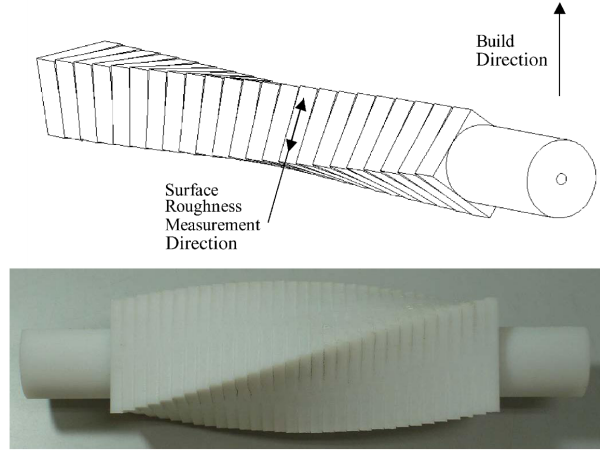 Build
Direction
Surface
Roughness
Measurement
Direction